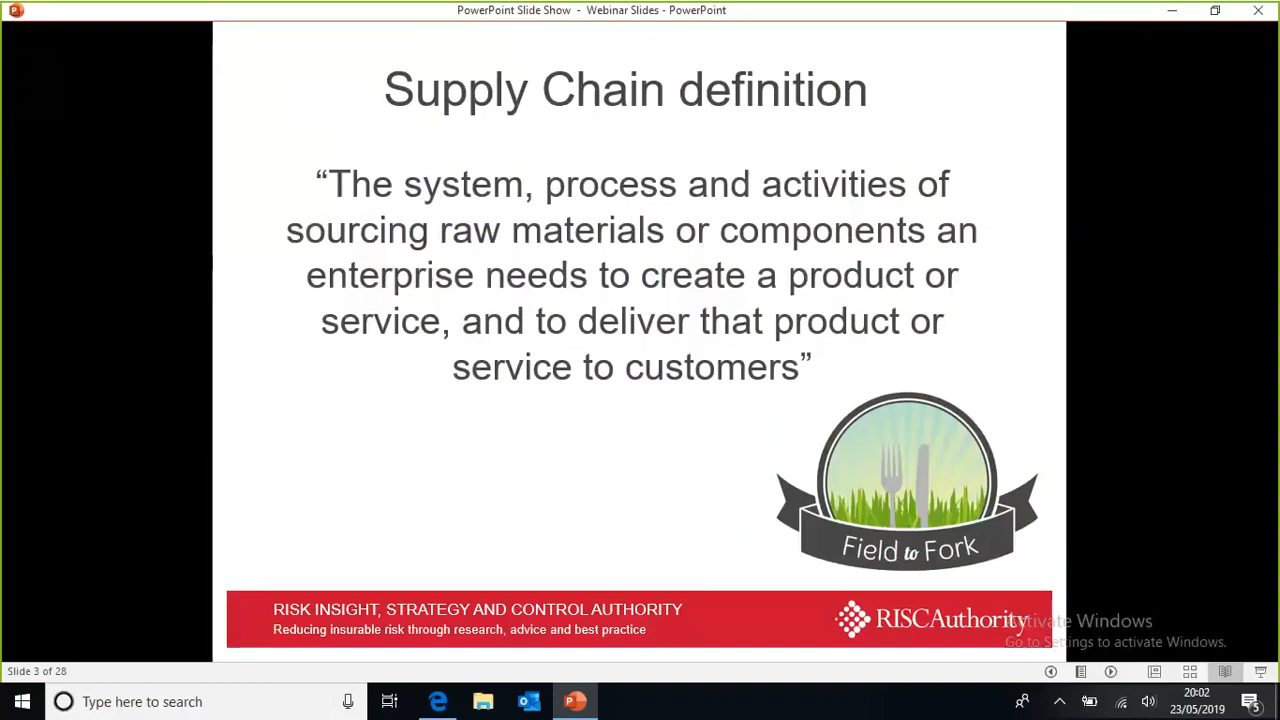 PowerPoint Slide Show - Webinar Slides - PowerPoint
Supply Chain definition
“The system, process and activities of
sourcing raw materials or components an
enterprise needs to create a product or
service, and to deliver that product or
service to customers”
Field to Fork
RISK INSIGHT, STRATEGY AND CONTROL AUTHORITY
Reducing insurable risk through research, advice and best practice
RISCAuthority
Activate Windows
Go to Settings to activate Windows.
Slide 3 of 28
Type here to search
20:02
23/05/2019
5